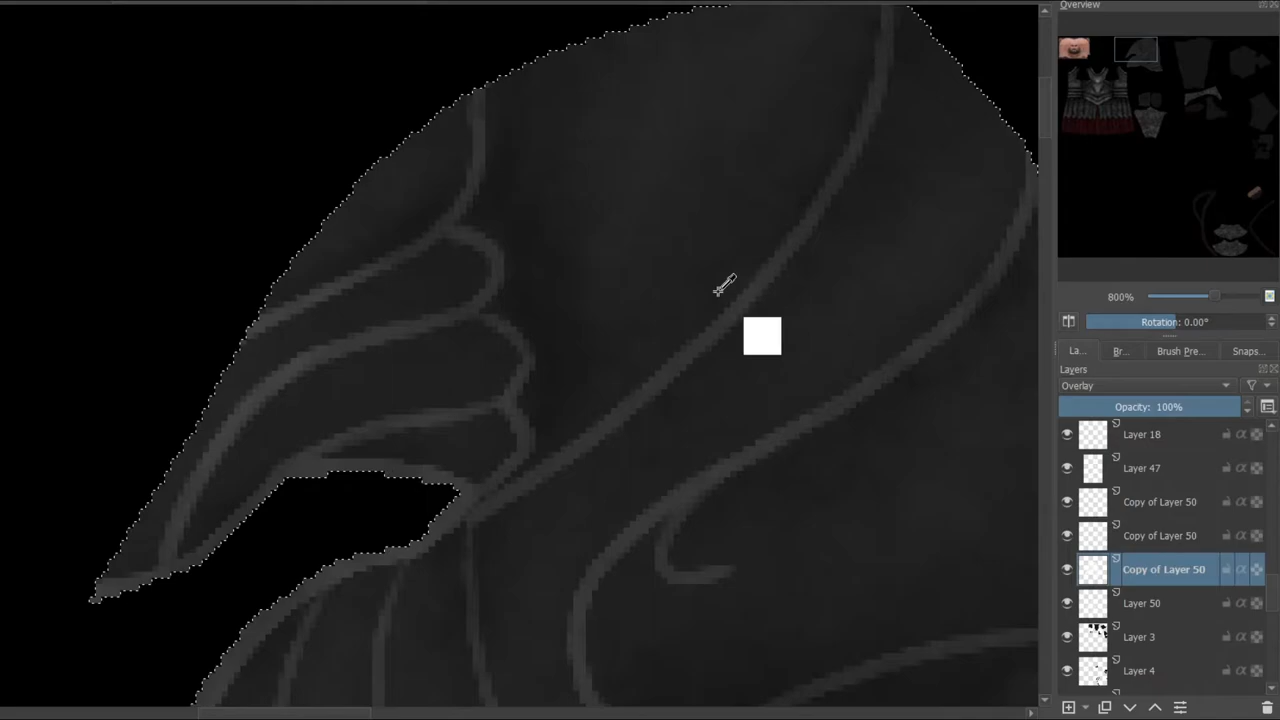 Overview
800%
Rotation: 0.00°
La... Br... Brush Pre... Snaps...
Layers
Overlay
Opacity: 100%
Layer 18
Layer 47
Copy of Layer 50
Copy of Layer 50
Copy of Layer 50
Layer 50
Layer 3
Layer 4